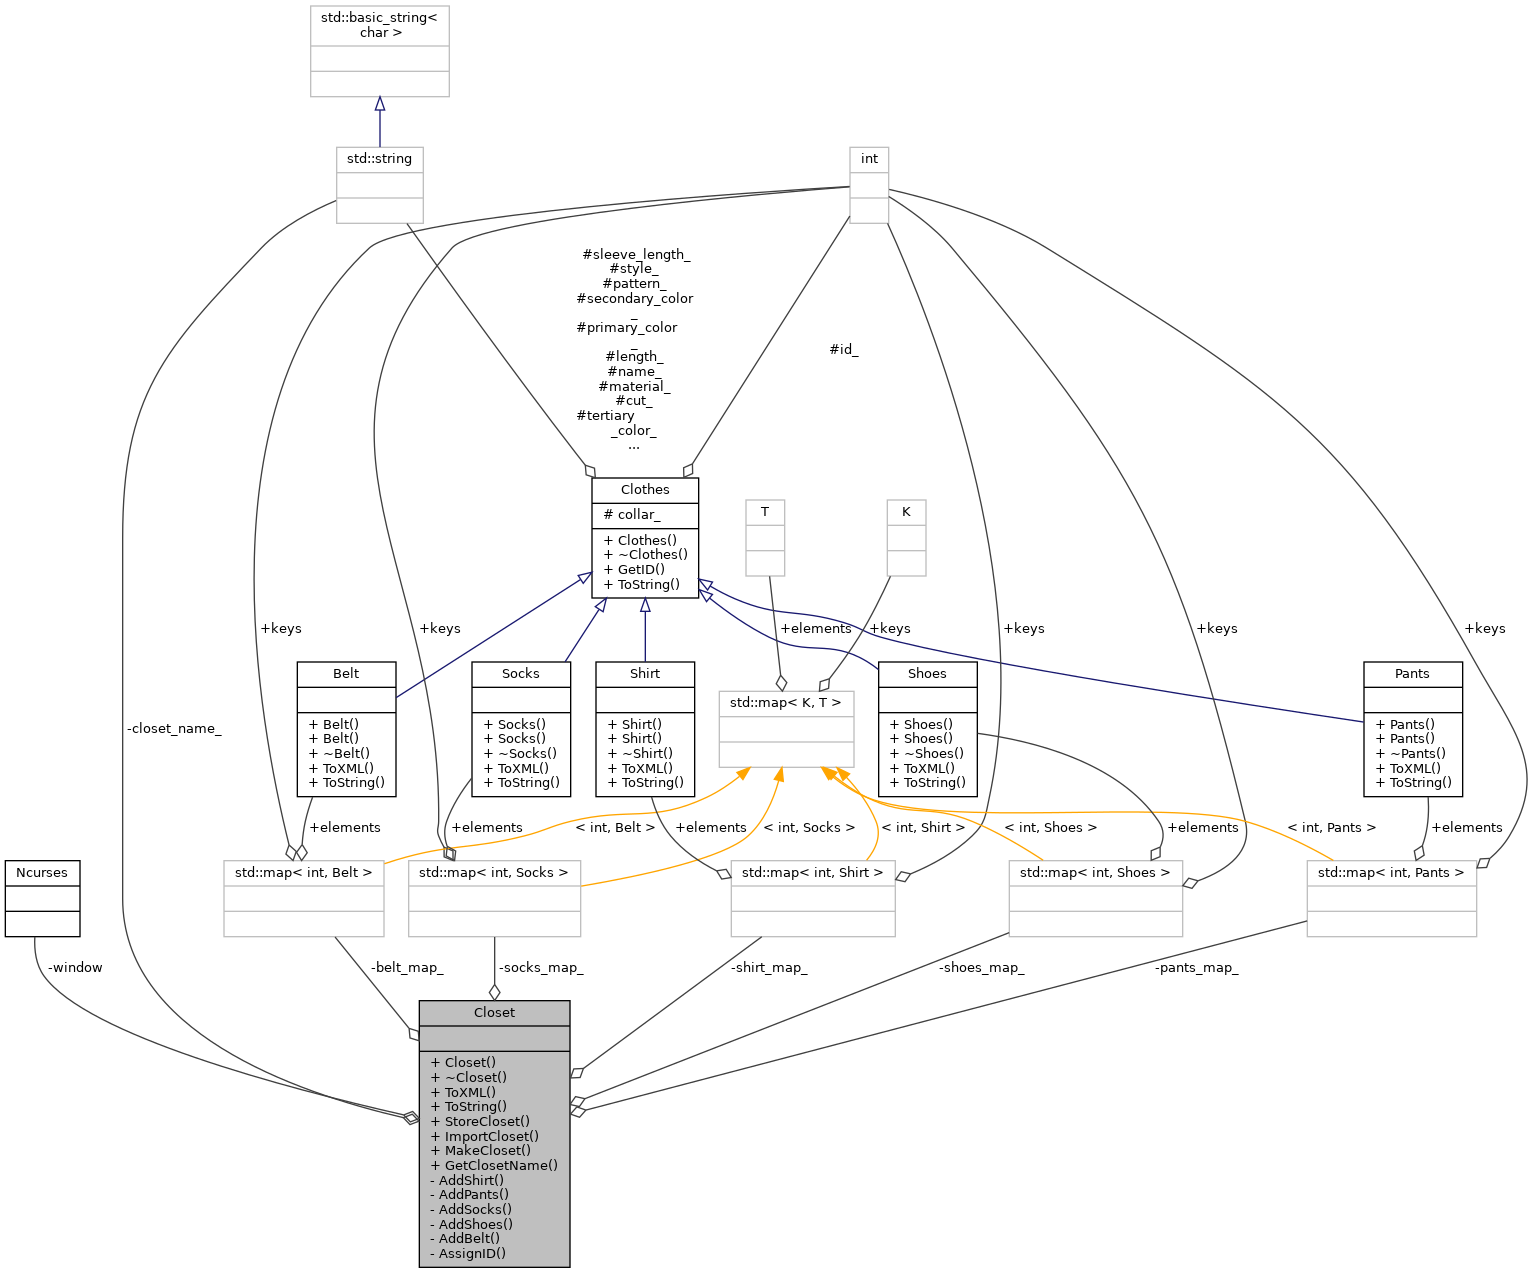 std::basic_string<
char >
std::string
int
#sleeve_length_
#style_
#pattern_
#secondary_color
_
#primary_color
_
#length_
#name_
#material_
#cut_
#tertiary
_color_
...
#id_
Clothes
# collar_
+ Clothes()
+ ~Clothes()
+ GetID()
+ ToString()
T
K
+keys
+keys
+elements
+keys
+keys
+keys
+keys
Belt
+ Belt()
+ Belt()
+ ~Belt()
+ ToXML()
+ ToString()
Socks
+ Socks()
+ Socks()
+ ~Socks()
+ ToXML()
+ ToString()
Shirt
+ Shirt()
+ Shirt()
+ ~Shirt()
+ ToXML()
+ ToString()
std::map< K, T >
Shoes
+ Shoes()
+ Shoes()
+ ~Shoes()
+ ToXML()
+ ToString()
Pants
+ Pants()
+ Pants()
+ ~Pants()
+ ToXML()
+ ToString()
-closet_name_
+elements
+elements
< int, Belt >
+elements
< int, Socks >
< int, Shirt >
< int, Shoes >
+elements
< int, Pants >
+elements
Ncurses
std::map< int, Belt >
std::map< int, Socks >
std::map< int, Shirt >
std::map< int, Shoes >
std::map< int, Pants >
-window
-belt_map_
-socks_map_
-shirt_map_
-shoes_map_
-pants_map_
Closet
+ Closet()
+ ~Closet()
+ ToXML()
+ ToString()
+ StoreCloset()
+ ImportCloset()
+ MakeCloset()
+ GetClosetName()
- AddShirt()
- AddPants()
- AddSocks()
- AddShoes()
- AddBelt()
- AssignID()